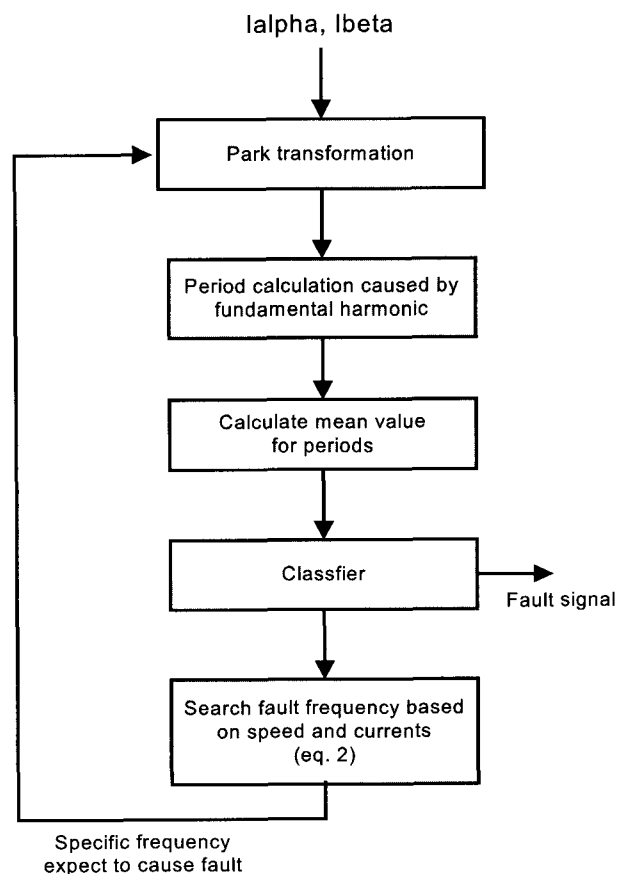 Ialpha, Ibeta
Park transformation
Period calculation caused by
fundamental harmonic
Calculate mean value
for periods
Classfier
Fault signal
Search fault frequency based
on speed and currents
(eq. 2)
Specific frequency
expect to cause fault